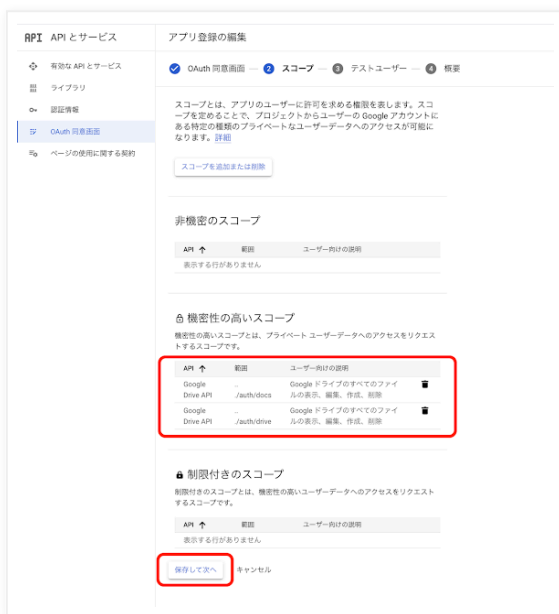 API APIとサービス
アプリ登録の編集
有効な APIとサービス
ライブラリ
認証情報
OAuth 同意画面
ページの使用に関する契約
OAuth 同意画面 — 2 スコープ — 3 テストユーザー — 4 概要
スコープとは、アプリのユーザーに許可を求める権限を表します。スコ
ープを定めることで、プロジェクトからユーザーの Google アカウントに
ある特定の種類のプライベートなユーザーデータへのアクセスが可能に
なります。詳細
スコープを追加または削除
非機密のスコープ
API 範囲 ユーザー向けの説明
表示する行がありません
機密性の高いスコープ
機密性の高いスコープとは、プライベート ユーザーデータへのアクセスをリクエス
トするスコープです。
API 範囲 ユーザー向けの説明
Google .. Google ドライブのすべてのファイ
Drive API ./auth/docs ルの表示、編集、作成、削除
Google .. Google ドライブのすべてのファイ
Drive API ./auth/drive ルの表示、編集、作成、削除
制限付きのスコープ
制限付きのスコープとは、機密性の高いユーザーデータへのアクセスをリクエスト
するスコープです。
API 範囲 ユーザー向けの説明
表示する行がありません
保存して次へ キャンセル